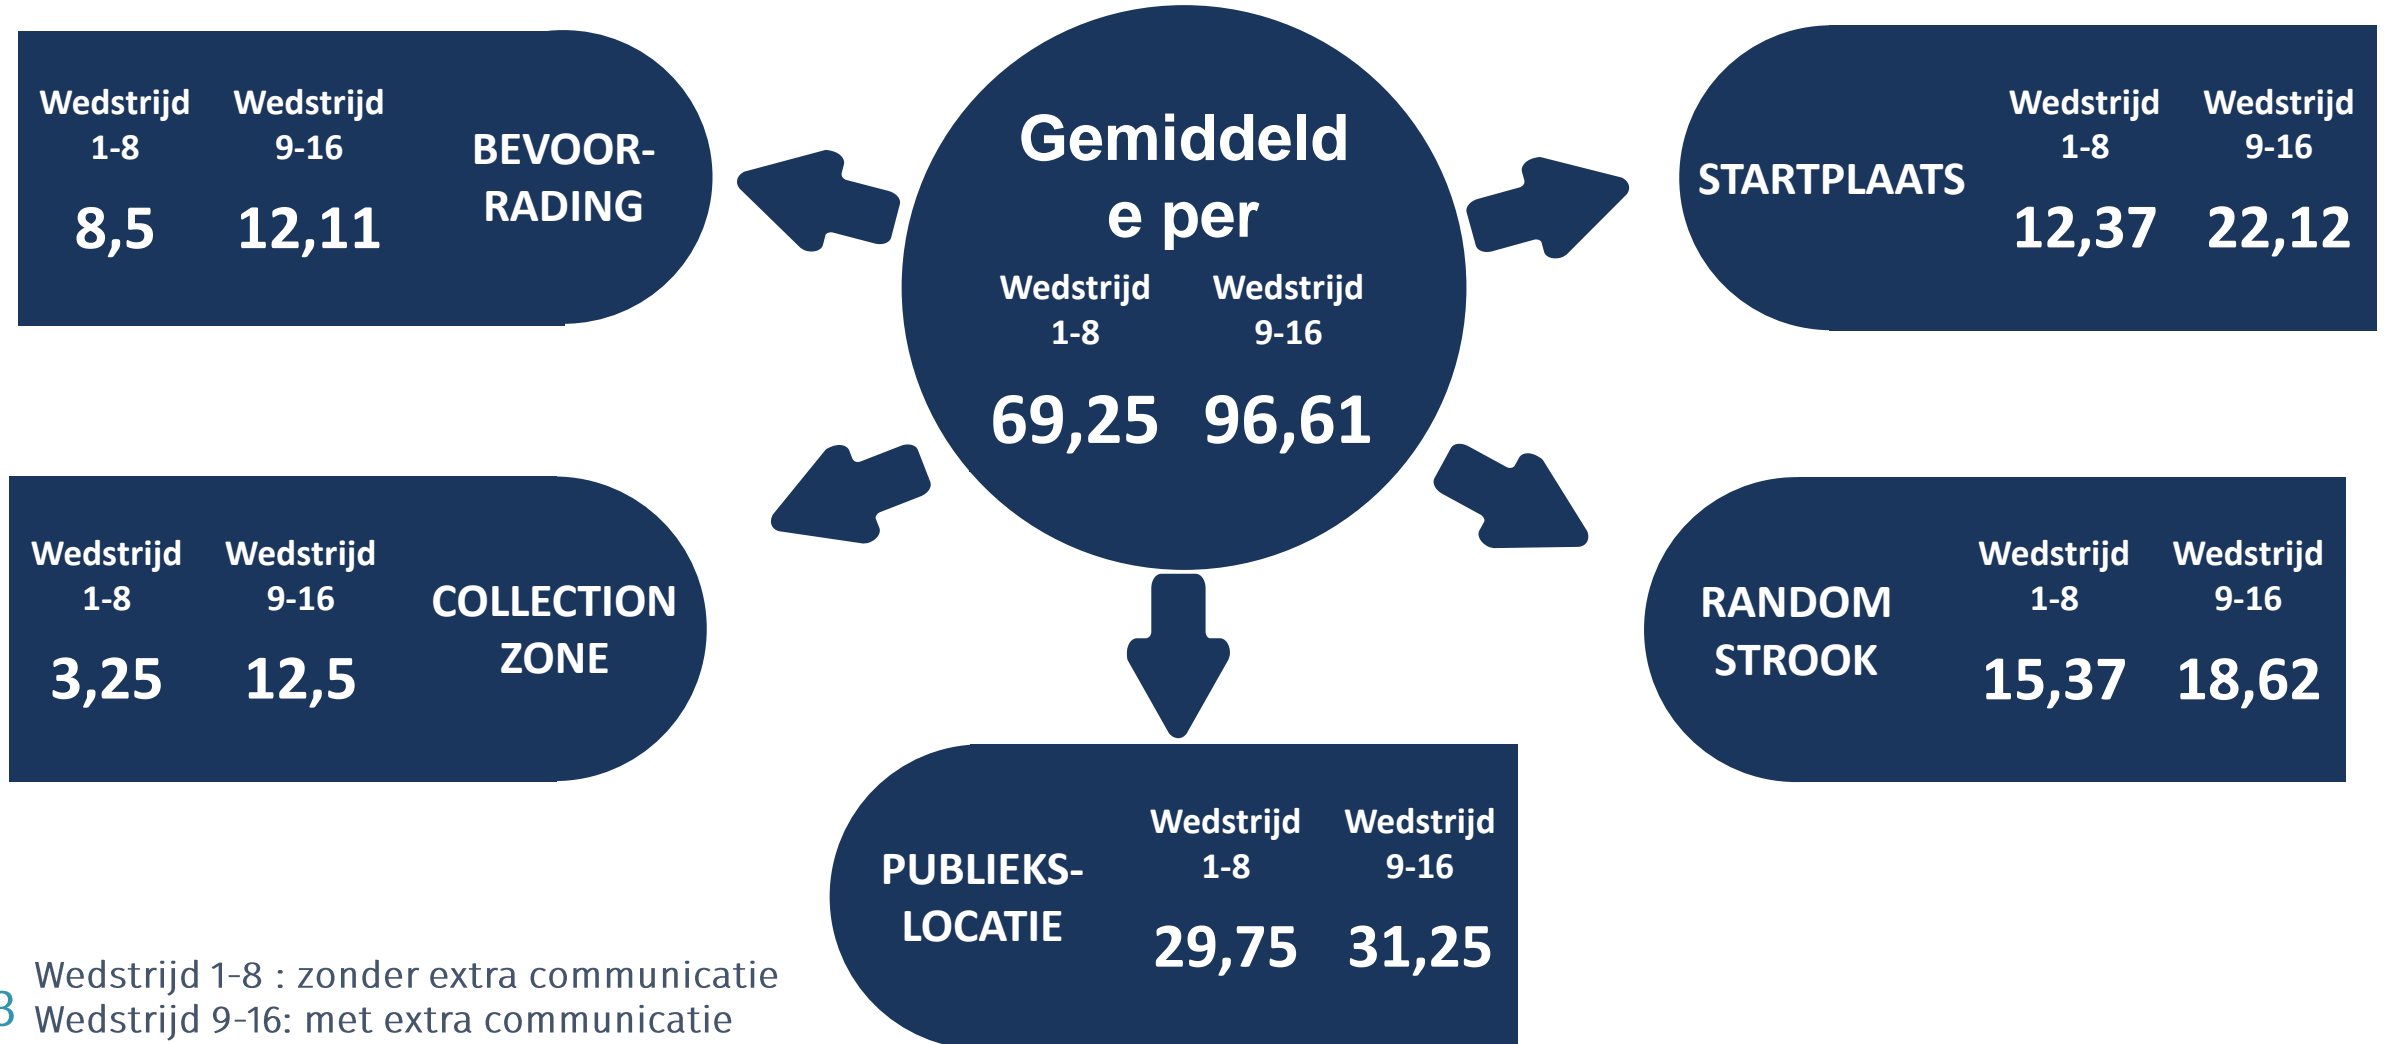 Gemiddeld
e per
Wedstrijd Wedstrijd
1-8 9-16
69,25 96,61
Wedstrijd Wedstrijd
1-8 9-16
8,5 12,11
BEVOOR-
RADING
STARTPLAATS
Wedstrijd Wedstrijd
1-8 9-16
12,37 22,12
Wedstrijd Wedstrijd
1-8 9-16
3,25 12,5
COLLECTION
ZONE
RANDOM
STROOK
Wedstrijd Wedstrijd
1-8 9-16
15,37 18,62
PUBLIEKS-
LOCATIE
Wedstrijd Wedstrijd
1-8 9-16
29,75 31,25
Wedstrijd 1-8 : zonder extra communicatie
3
Wedstrijd 9-16: met extra communicatie